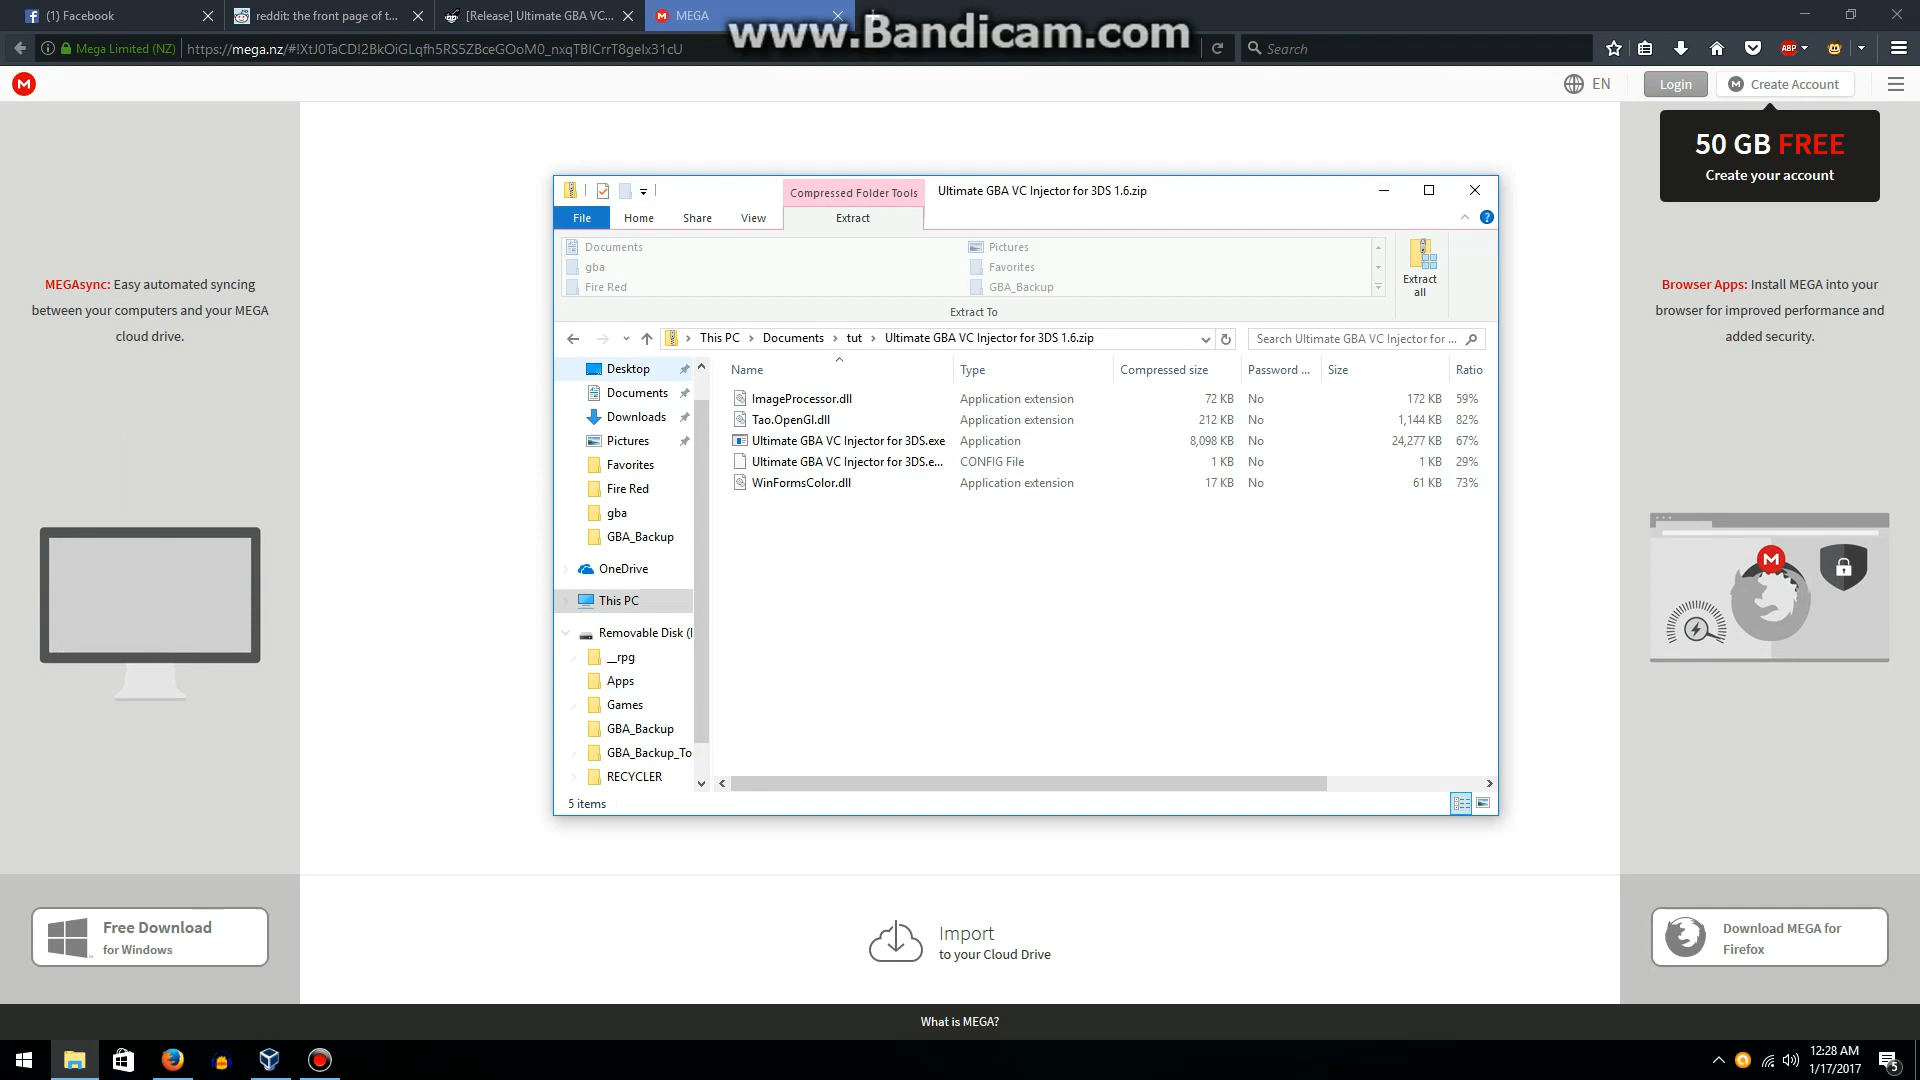 (1) Facebook
reddit: the front page of t...
[Release] Ultimate GBA VC...
MEGA
www.Bandicam.com
Mega Limited (NZ)
Search
EN
Login
Create Account
50 GB FREE
Create your account
MEGAsync: Easy automated syncing
between your computers and your MEGA
cloud drive.
Browser Apps: Install MEGA into your
browser for improved performance and
added security.
Compressed Folder Tools
Ultimate GBA VC Injector for 3DS 1.6.zip
File
Home
Share
View
Extract
Documents
Pictures
gba
Favorites
Fire Red
GBA_Backup
Extract To
Extract
all
This PC
Documents
tut
Ultimate GBA VC Injector for 3DS 1.6.zip
Search Ultimate GBA VC Injector for ...
Name
Type
Compressed size
Password ...
Size
Ratio
ImageProcessor.dll
Application extension
72 KB
No
172 KB
59%
Tao.OpenGl.dll
Application extension
212 KB
No
1,144 KB
82%
Ultimate GBA VC Injector for 3DS.exe
Application
8,098 KB
No
24,277 KB
67%
Ultimate GBA VC Injector for 3DS.e...
CONFIG File
1 KB
No
1 KB
29%
WinFormsColor.dll
Application extension
17 KB
No
61 KB
73%
Desktop
Documents
Downloads
Pictures
Favorites
Fire Red
gba
GBA_Backup
OneDrive
This PC
Removable Disk (
__rpg
Apps
Games
GBA_Backup
GBA_Backup_To
RECYCLER
5 items
Free Download
for Windows
Import
to your Cloud Drive
Download MEGA for
Firefox
What is MEGA?
12:28 AM
1/17/2017
5